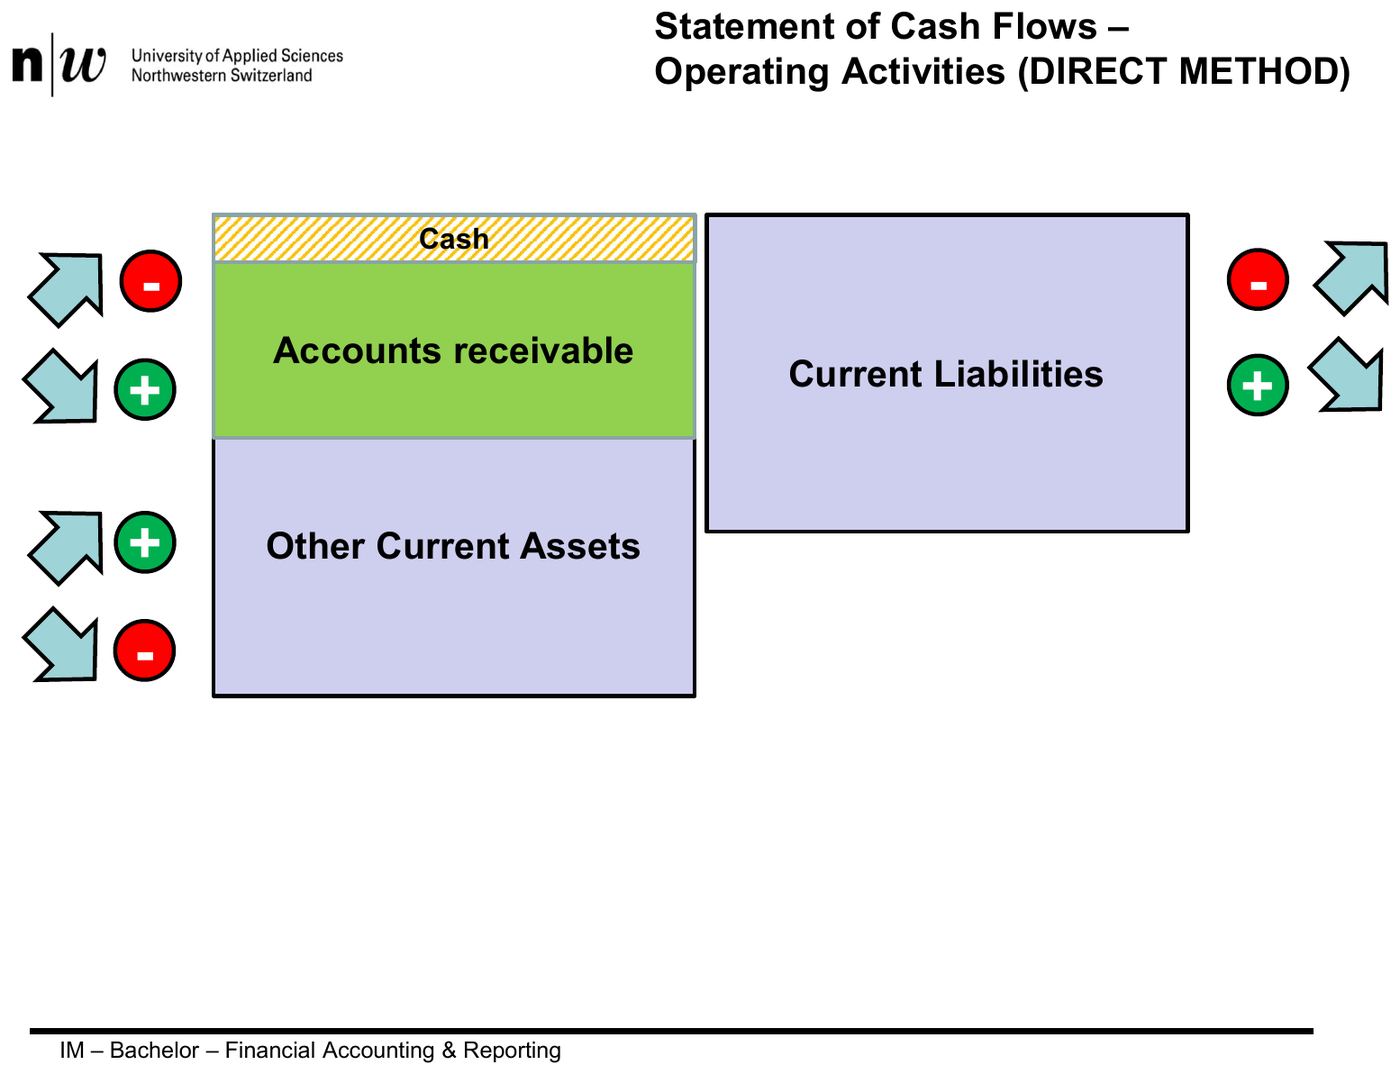 Statement of Cash Flows –
Operating Activities (DIRECT METHOD)
n|w
University of Applied Sciences
Northwestern Switzerland
Cash
Accounts receivable
Other Current Assets
Current Liabilities
-
+
+
-
-
+
IM – Bachelor – Financial Accounting & Reporting